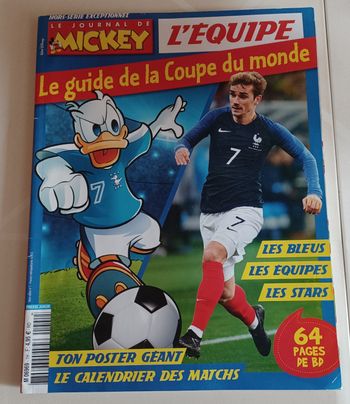 HORS-SÉRIE EXCEPTIONNEL
LE JOURNAL DE
MICKEY
L'ÉQUIPE
Le guide de la Coupe du monde
7
7
7
LES BLEUS
LES ÉQUIPES
LES STARS
64
PAGES
DE BD
TON POSTER GÉANT
LE CALENDRIER DES MATCHS